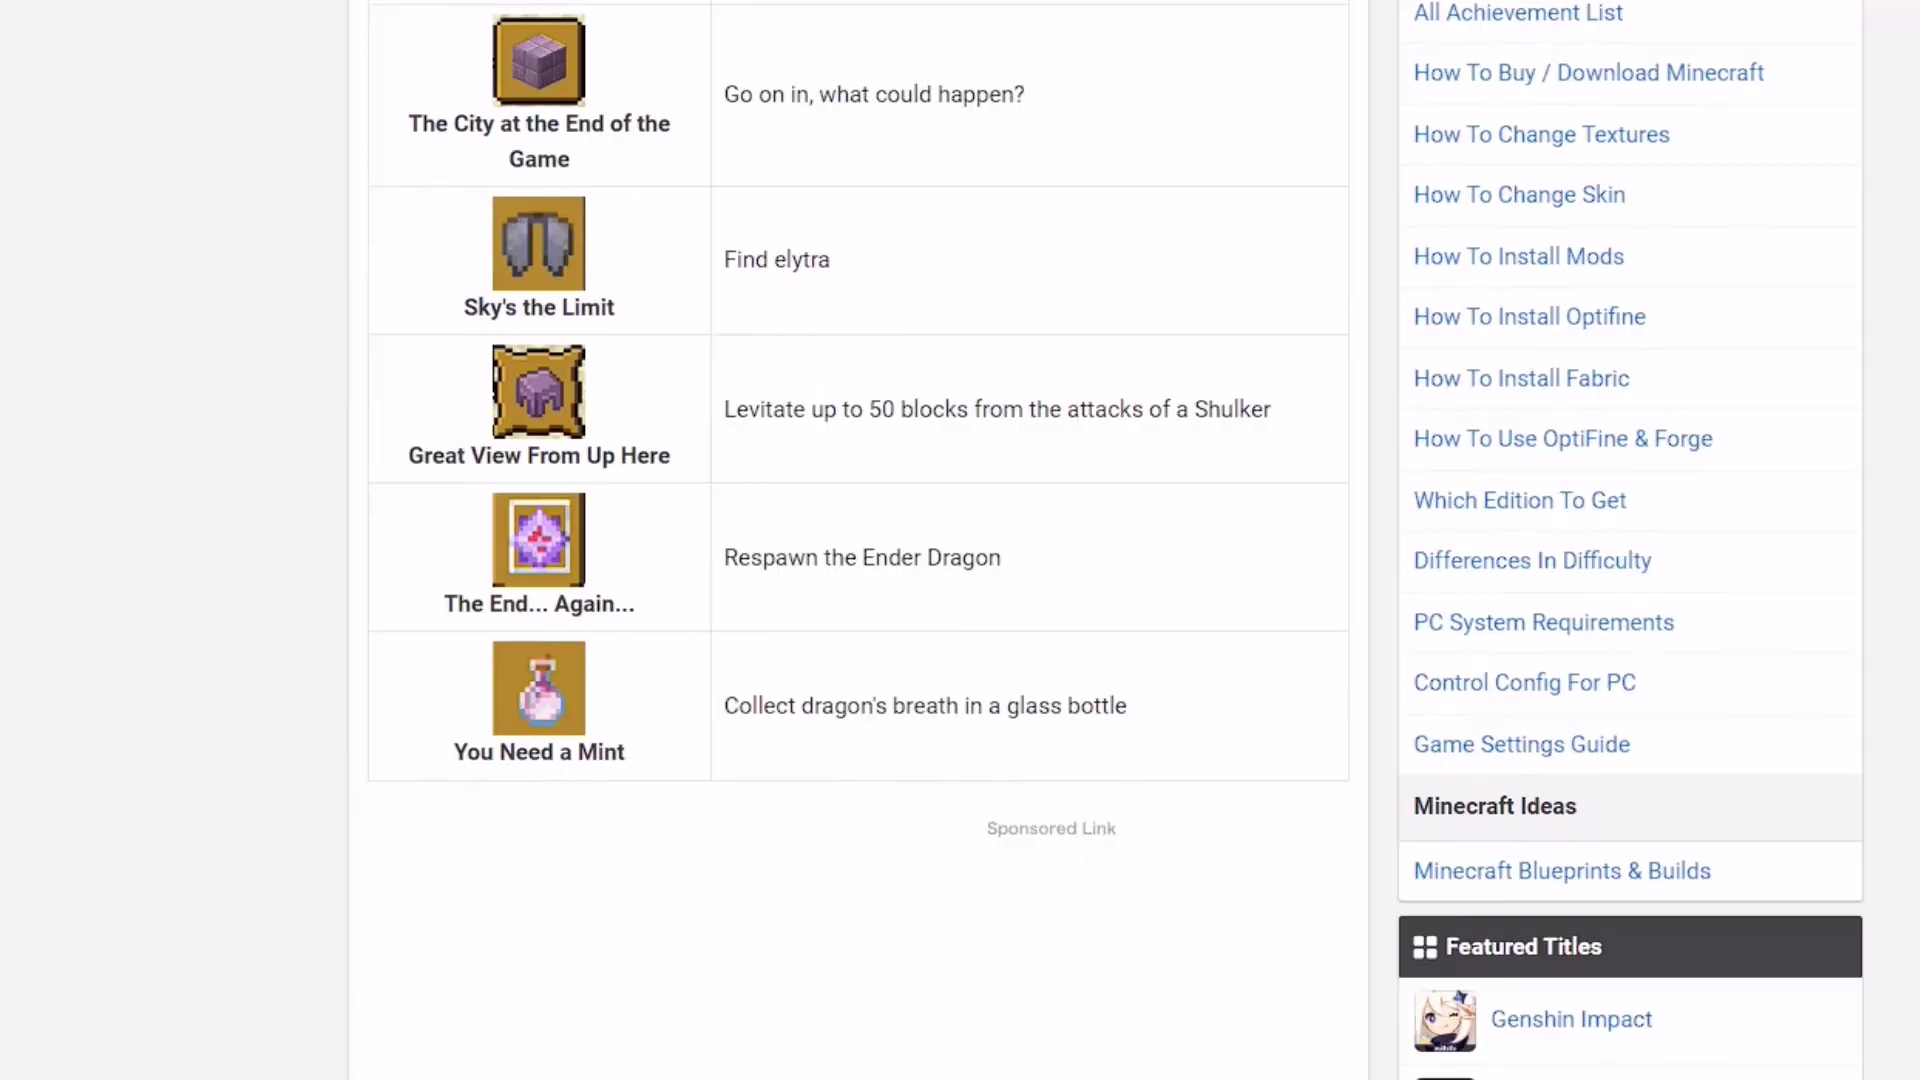 The City at the End of the
Game
Go on in, what could happen?
Sky's the Limit
Find elytra
Great View From Up Here
Levitate up to 50 blocks from the attacks of a Shulker
The End... Again...
Respawn the Ender Dragon
You Need a Mint
Collect dragon's breath in a glass bottle
Sponsored Link
All Achievement List
How To Buy / Download Minecraft
How To Change Textures
How To Change Skin
How To Install Mods
How To Install Optifine
How To Install Fabric
How To Use OptiFine & Forge
Which Edition To Get
Differences In Difficulty
PC System Requirements
Control Config For PC
Game Settings Guide
Minecraft Ideas
Minecraft Blueprints & Builds
Featured Titles
Genshin Impact